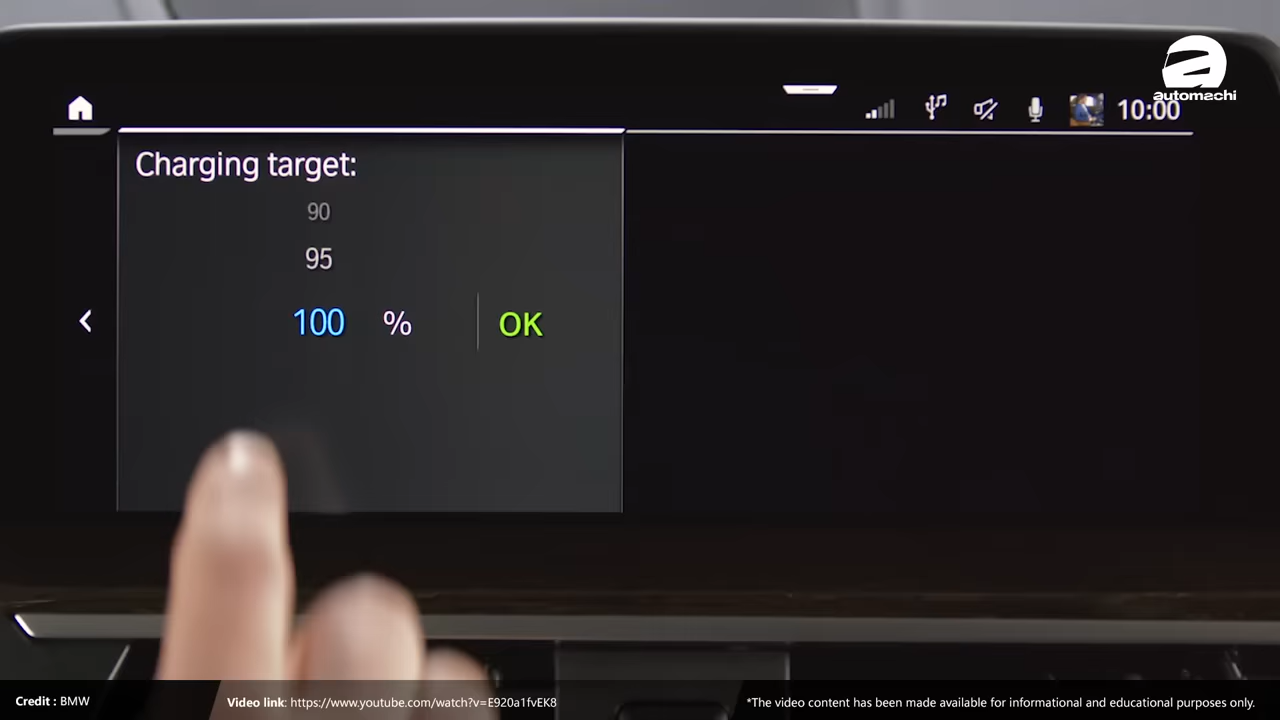 automachi
10:00
Charging target:
90
95
100 % OK
Credit : BMW
Video link: https://www.youtube.com/watch?v=E920a1fvEK8
*The video content has been made available for informational and educational purposes only.